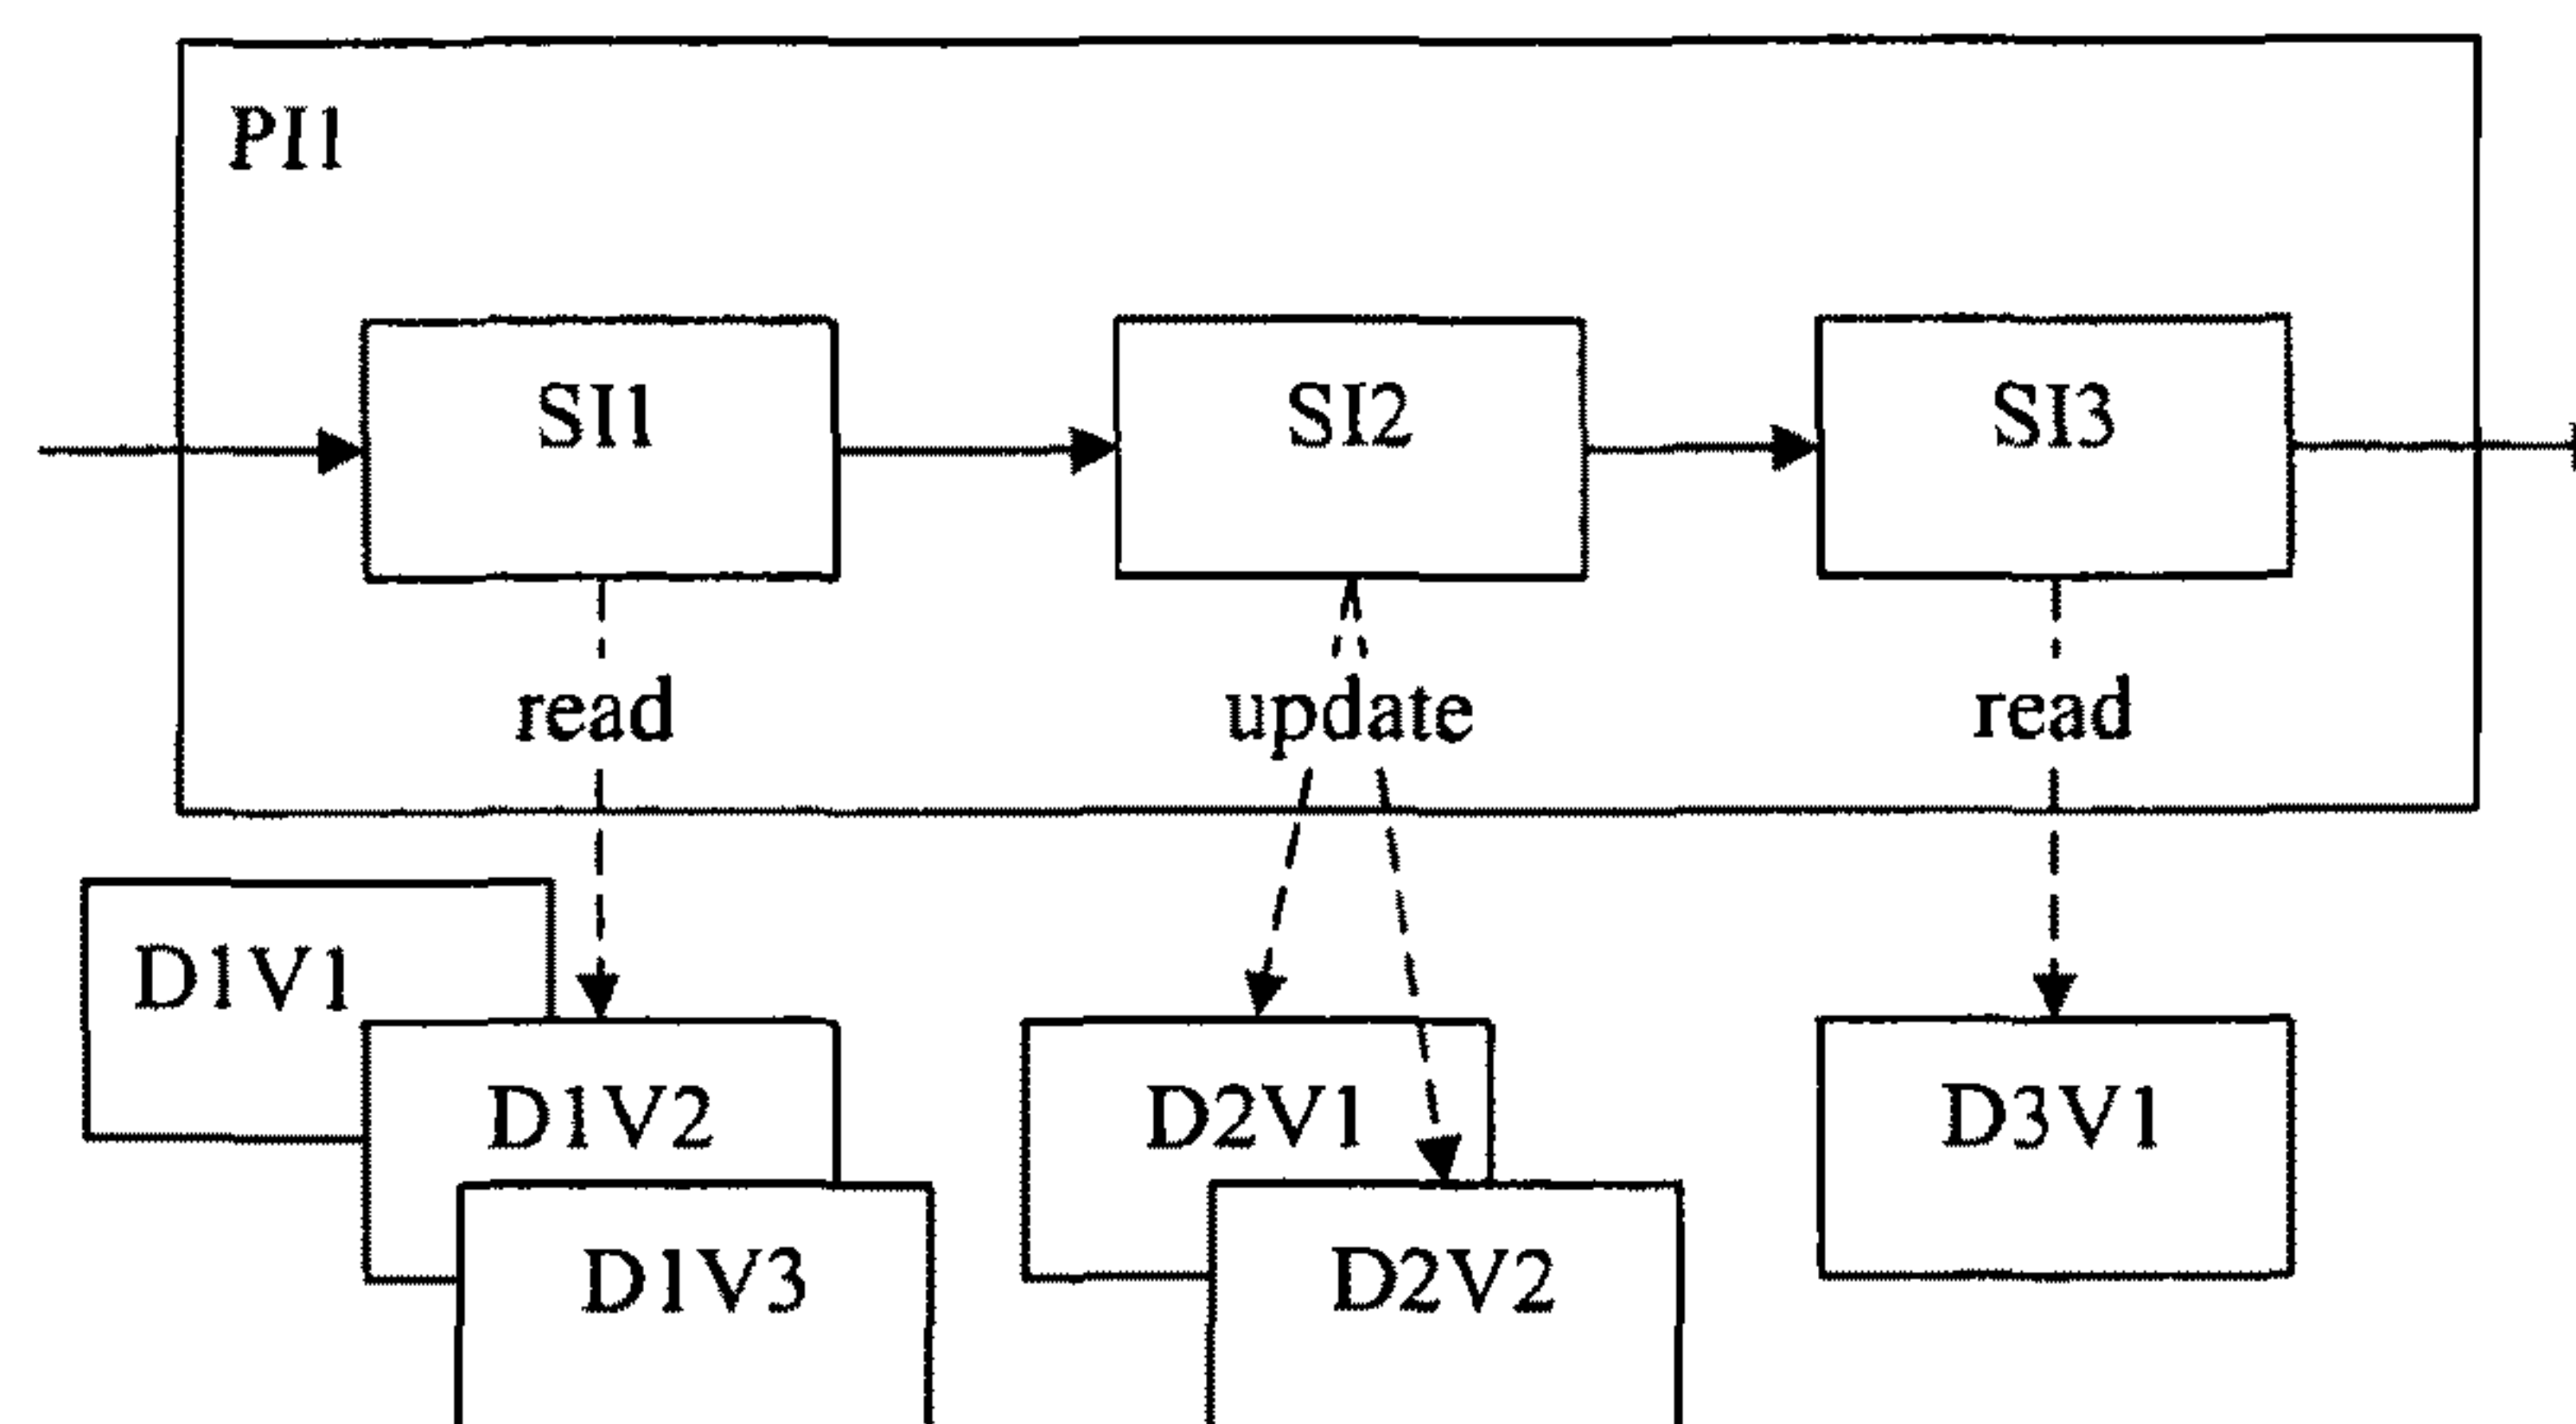 PI1
SI1 SI2 SI3
read update read
D1V1
D1V2 D2V1 D3V1
D1V3 D2V2